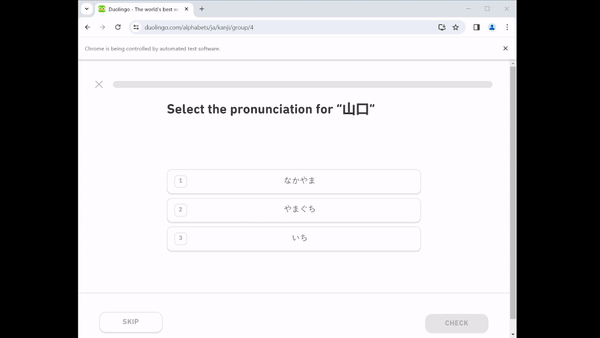 Duolingo - The world's best w
duolingo.com/alphabets/ja/kanji/group/4
Chrome is being controlled by automated test software.
Select the pronunciation for "山口"
1 なかやま
2 やまぐち
3 いち
SKIP
CHECK